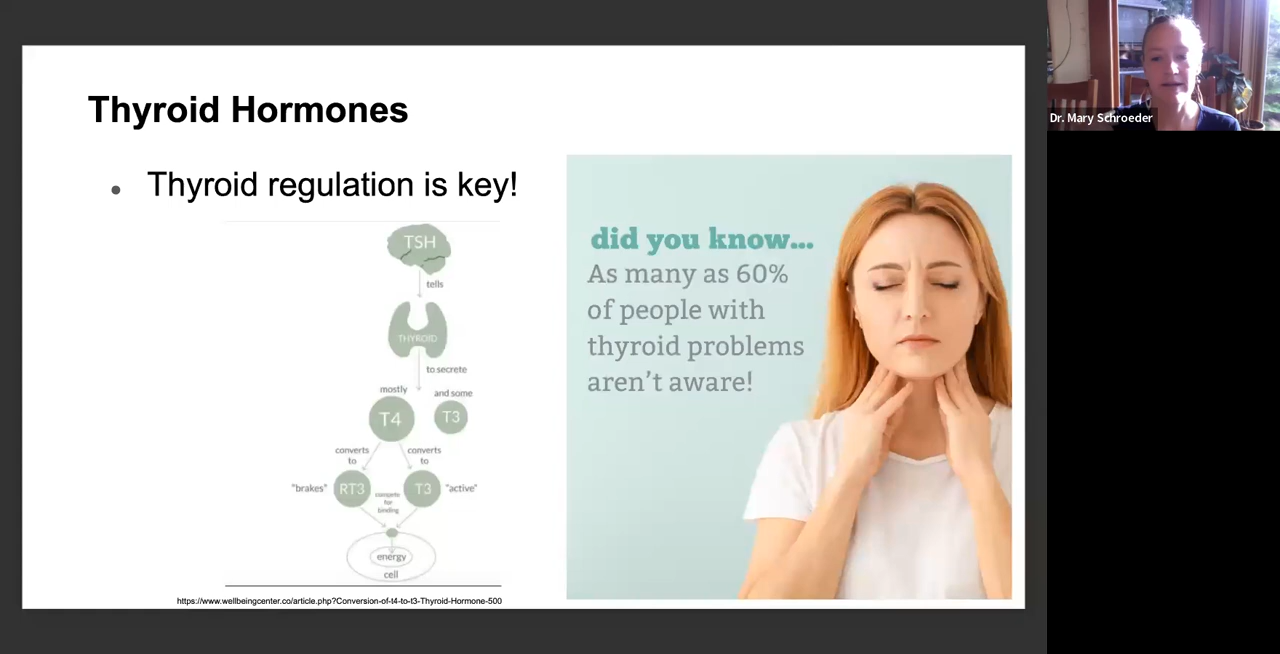 Thyroid Hormones
• Thyroid regulation is key!
TSH
tells
THYROID
to secrete
mostly
and some
T4
T3
converts
to
converts
to
"brakes"
RT3
compete
for
binding
T3
"active"
energy
cell
https://www.wellbeingcenter.co/article.php?Conversion-of-t4-to-t3-Thyroid-Hormone-500
did you know...
As many as 60%
of people with
thyroid problems
aren't aware!
Dr. Mary Schroeder